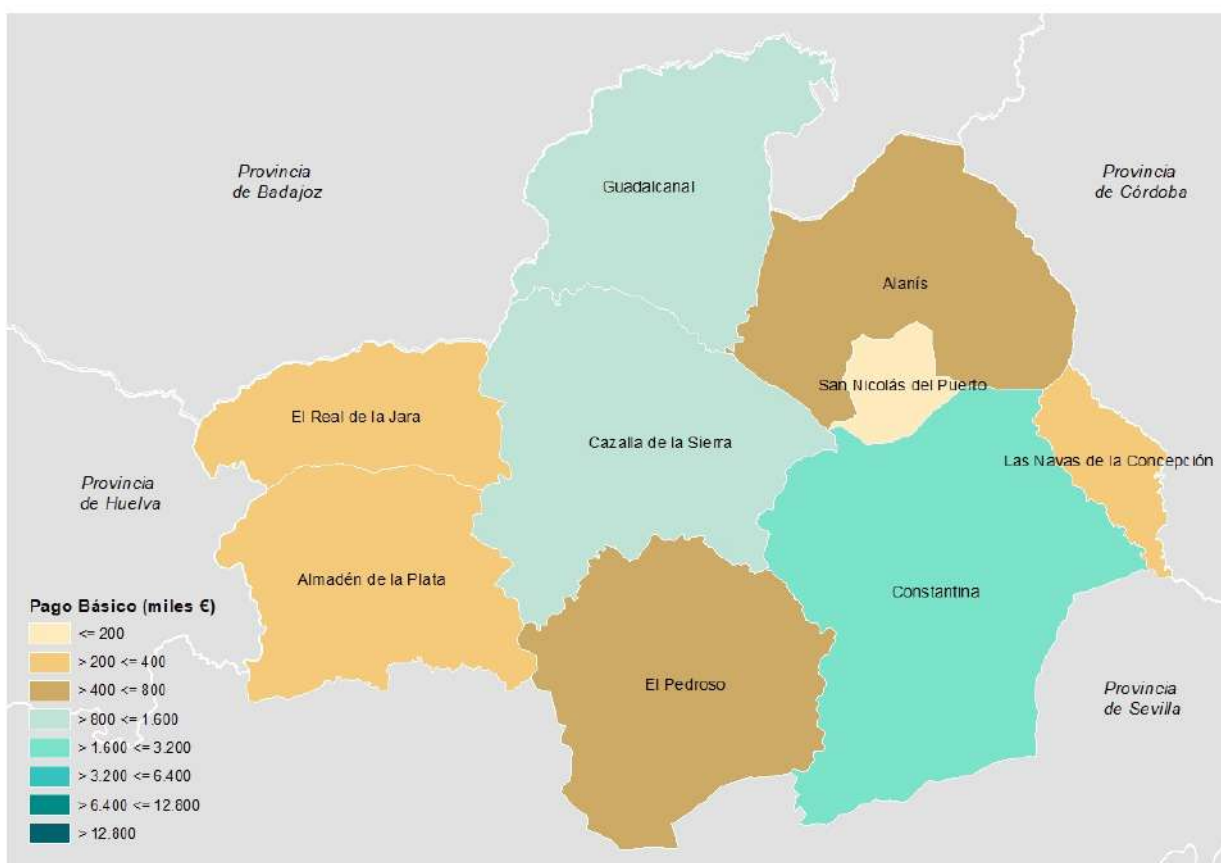 Provincia
de Badajoz
Guadalcanal
Provincia
de Córdoba
Alanís
San Nicolás del Puerto
El Real de la Jara
Cazalla de la Sierra
Las Navas de la Concepción
Provincia
de Huelva
Almadén de la Plata
Constantina
El Pedroso
Provincia
de Sevilla
Pago Básico (miles €)
<= 200
> 200 <= 400
> 400 <= 800
> 800 <= 1.600
> 1.600 <= 3.200
> 3.200 <= 6.400
> 6.400 <= 12.800
> 12.800